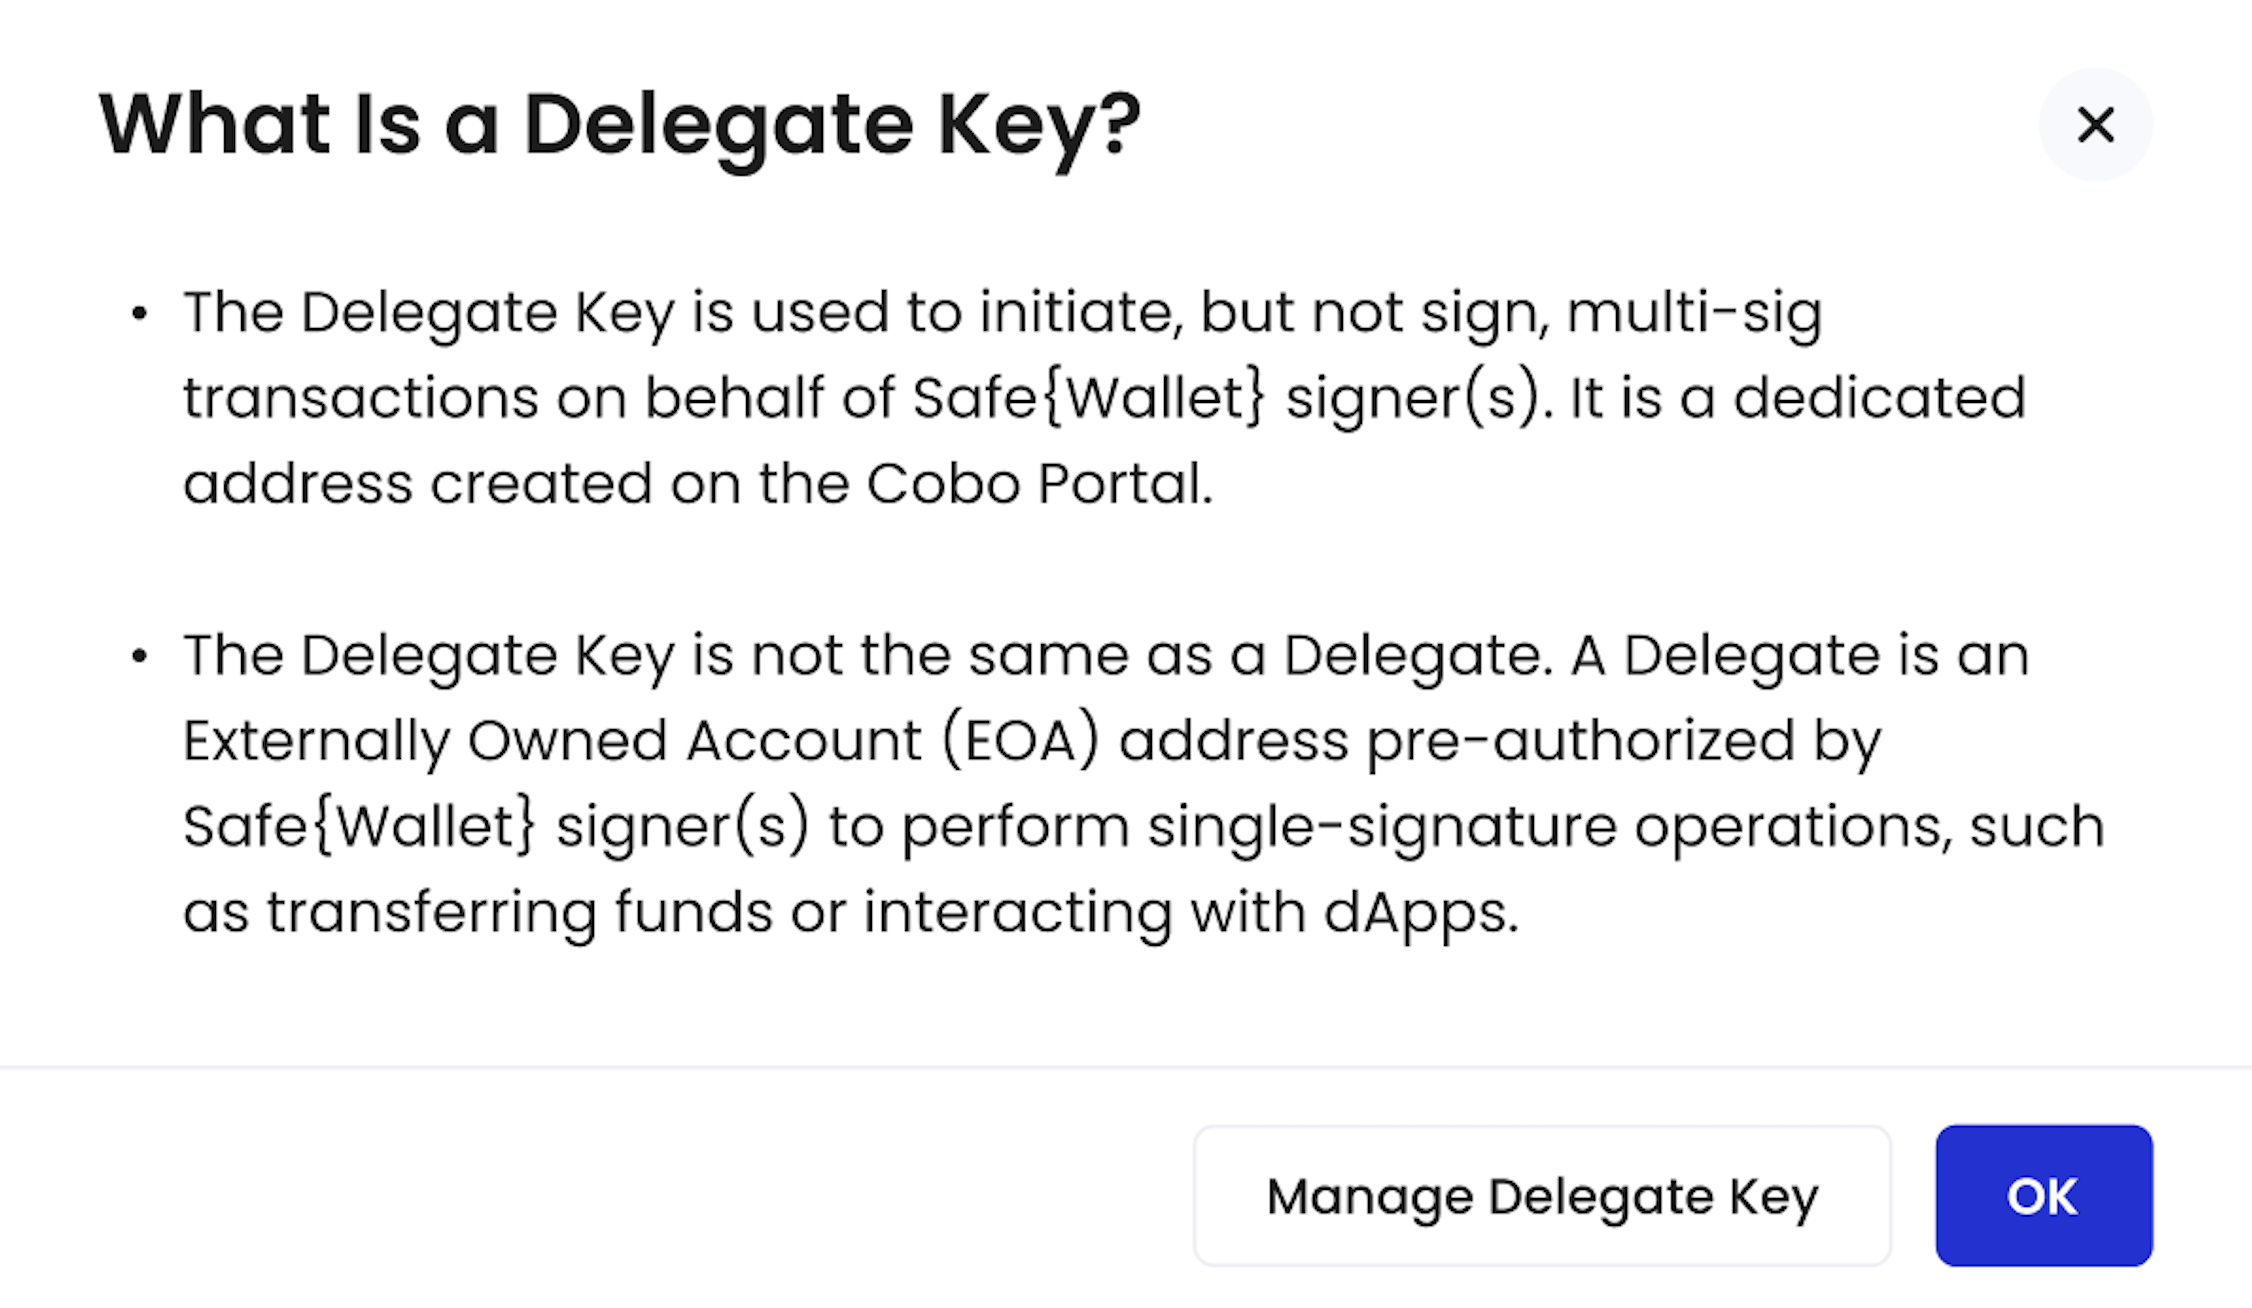 What Is a Delegate Key?
• The Delegate Key is used to initiate, but not sign, multi-sig
transactions on behalf of Safe{Wallet} signer(s). It is a dedicated
address created on the Cobo Portal.
• The Delegate Key is not the same as a Delegate. A Delegate is an
Externally Owned Account (EOA) address pre-authorized by
Safe{Wallet} signer(s) to perform single-signature operations, such
as transferring funds or interacting with dApps.
Manage Delegate Key
OK